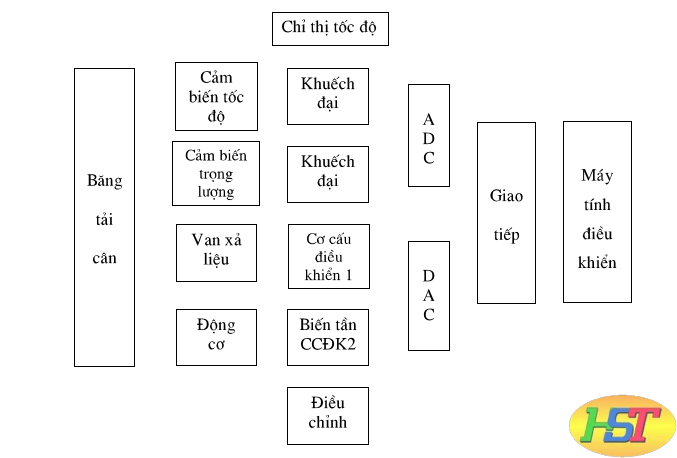 Chỉ thị tốc độ
Băng
tải
cân
Cảm
biến tốc
độ
Khuếch
đại
Cảm biến
trọng
lượng
Khuếch
đại
Van xả
liệu
Cơ cấu
điều
khiển 1
Động
cơ
Biến tần
CCĐK2
Điều
chỉnh
A
D
C
D
A
C
Giao
tiếp
Máy
tính
điều
khiển
HST